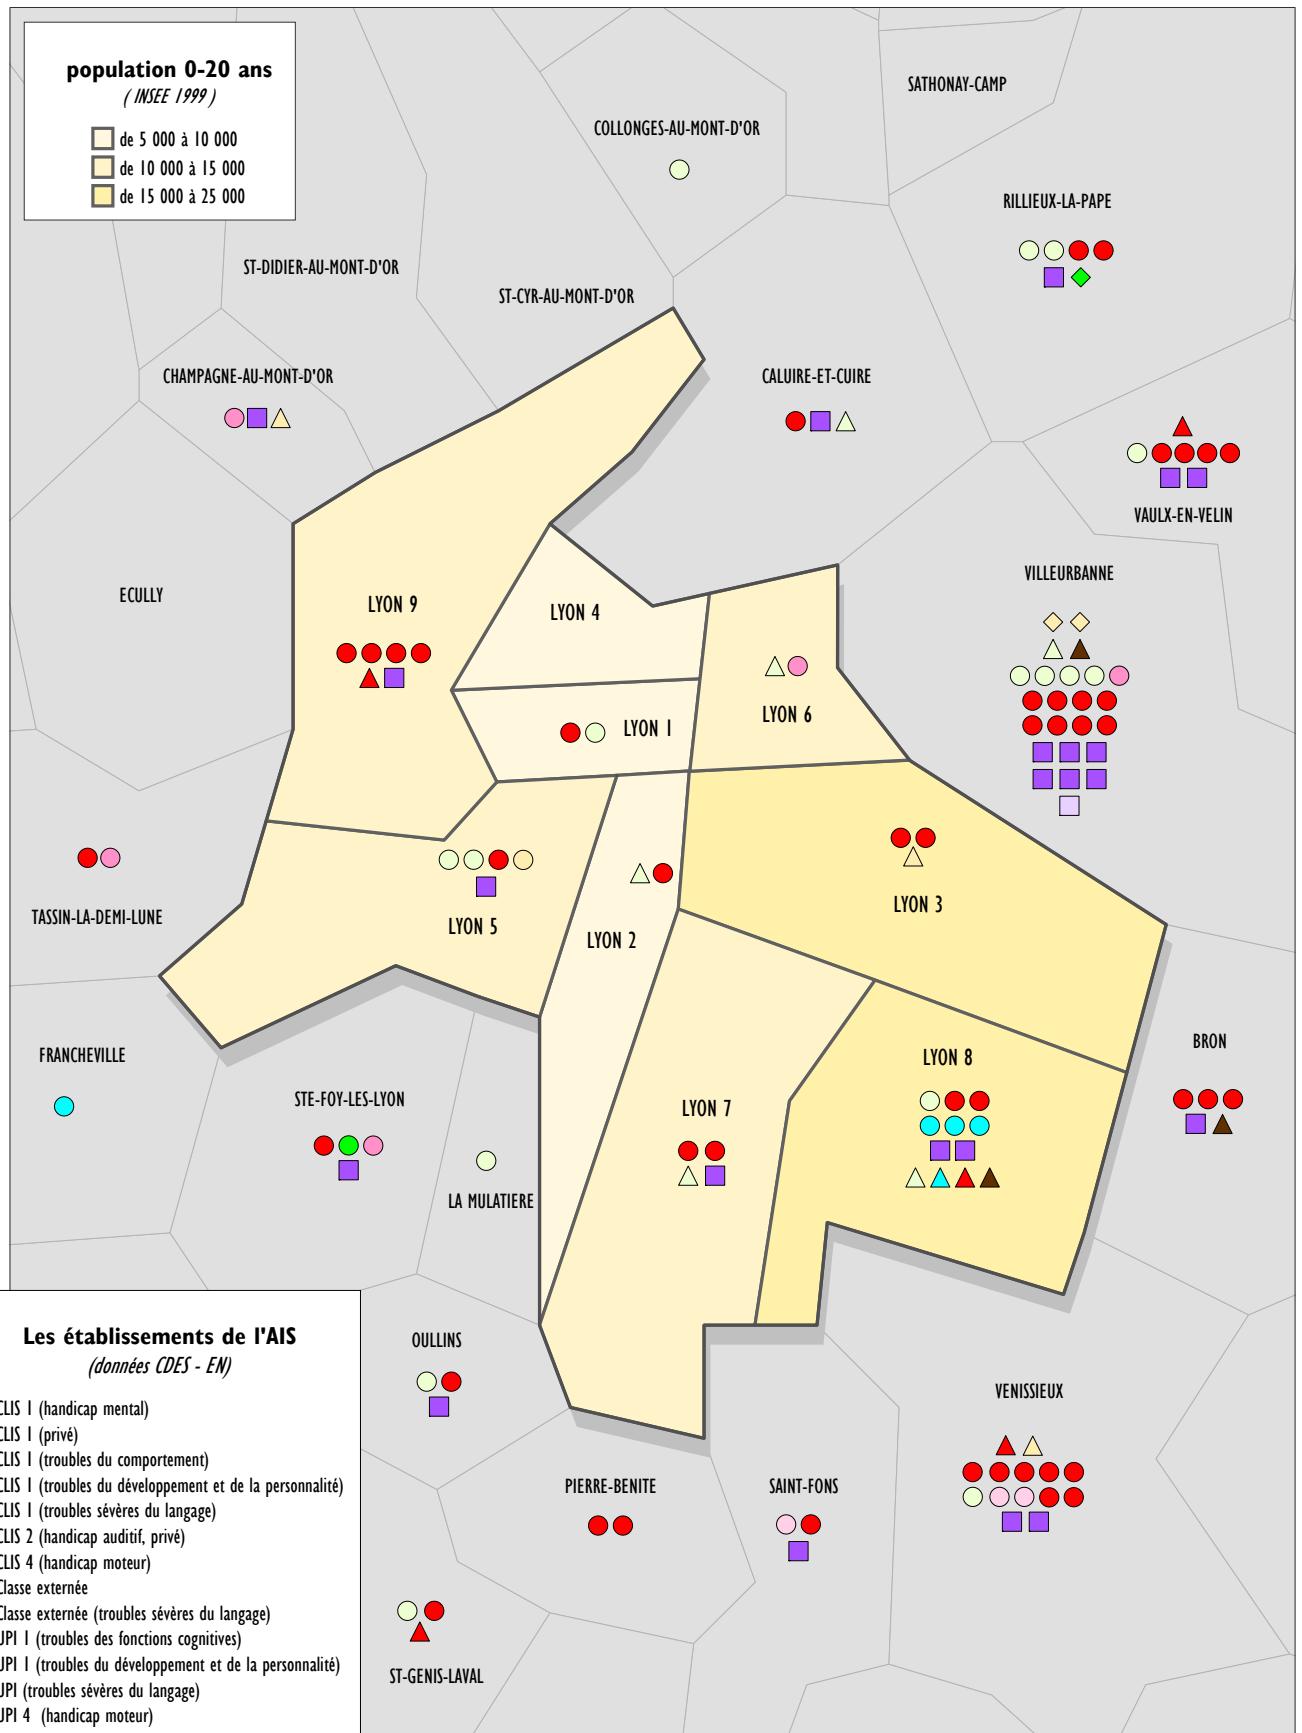 population 0-20 ans
( INSEE 1999 )
de 5 000 à 10 000
de 10 000 à 15 000
de 15 000 à 25 000
SATHONAY-CAMP
COLLONGES-AU-MONT-D'OR
RILLIEUX-LA-PAPE
ST-DIDIER-AU-MONT-D'OR
ST-CYR-AU-MONT-D'OR
CHAMPAGNE-AU-MONT-D'OR
CALUIRE-ET-CUIRE
VAULX-EN-VELIN
VILLEURBANNE
ECULLY
LYON 9
LYON 4
LYON 6
LYON 1
LYON 3
TASSIN-LA-DEMI-LUNE
LYON 5
LYON 2
FRANCHEVILLE
BRON
LYON 8
STE-FOY-LES-LYON
LYON 7
LA MULATIERE
OULLINS
VENISSIEUX
PIERRE-BENITE
SAINT-FONS
ST-GENIS-LAVAL
Les établissements de l'AIS
(données CDES - EN)
CLIS 1 (handicap mental)
CLIS 1 (privé)
CLIS 1 (troubles du comportement)
CLIS 1 (troubles du développement et de la personnalité)
CLIS 1 (troubles sévères du langage)
CLIS 2 (handicap auditif, privé)
CLIS 4 (handicap moteur)
Classe externée
Classe externée (troubles sévères du langage)
UPI 1 (troubles des fonctions cognitives)
UPI 1 (troubles du développement et de la personnalité)
UPI (troubles sévères du langage)
UPI 4 (handicap moteur)